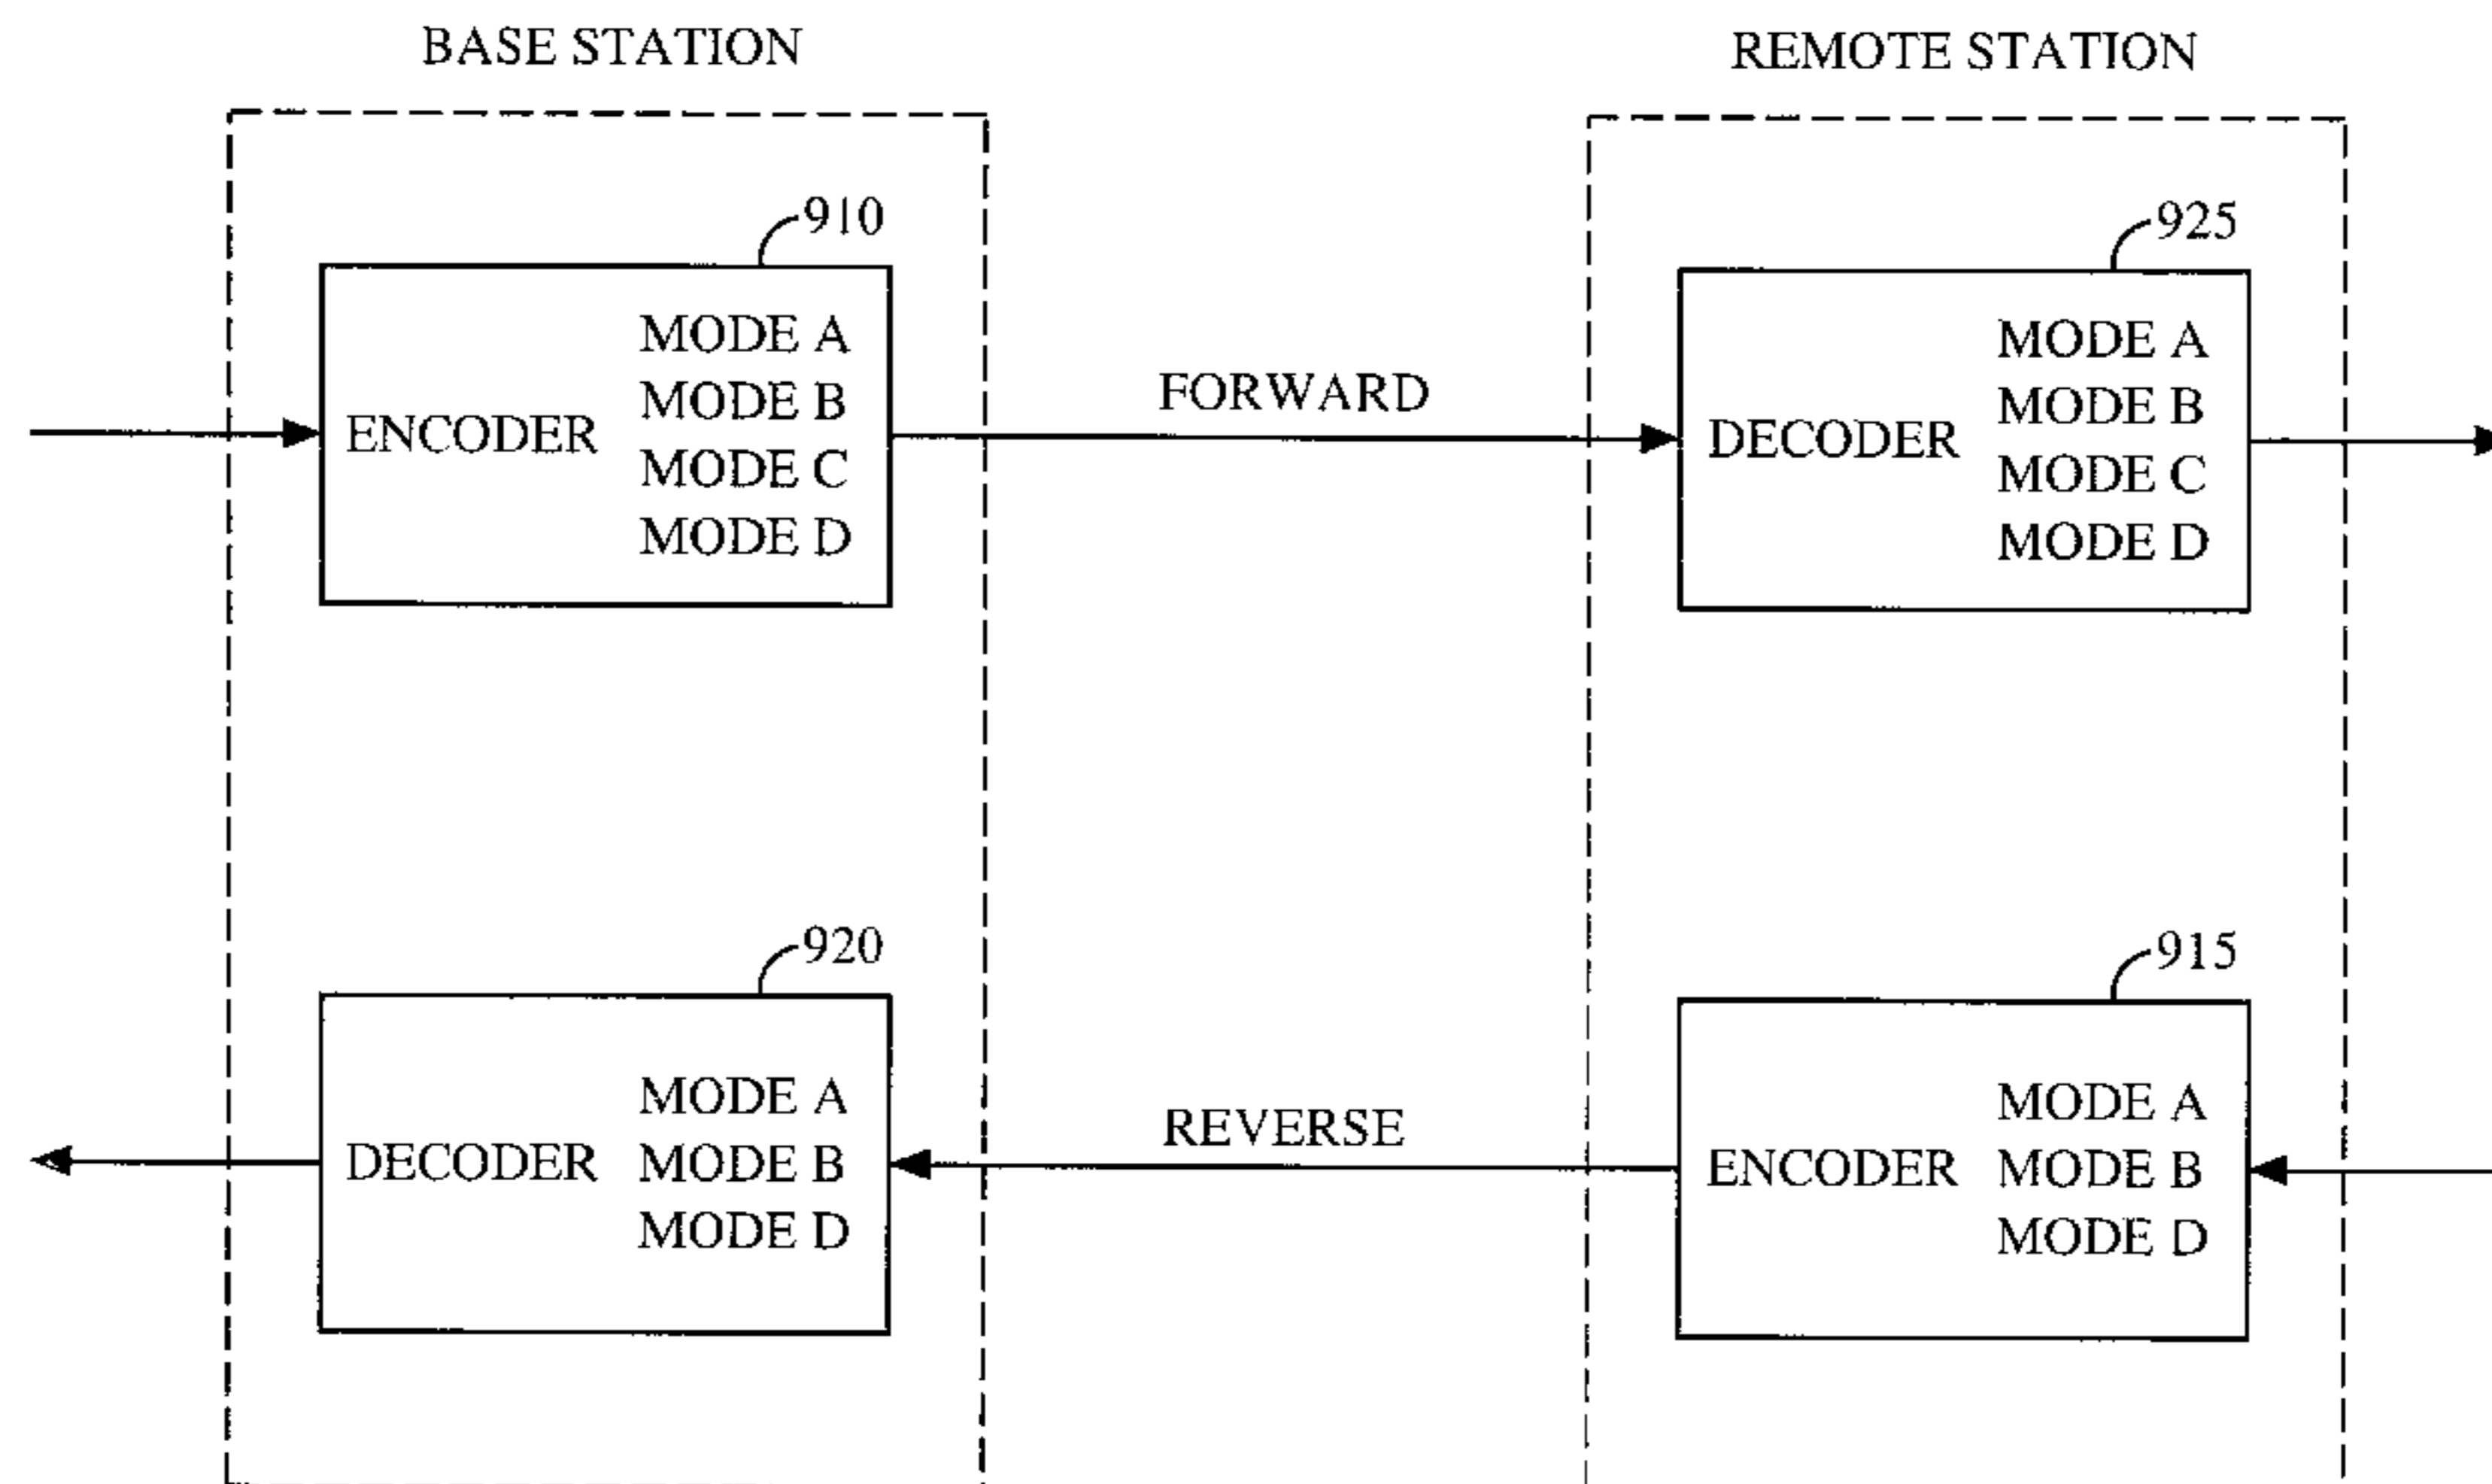 BASE STATION
REMOTE STATION
910
ENCODER
MODE A
MODE B
MODE C
MODE D
FORWARD
925
DECODER
MODE A
MODE B
MODE C
MODE D
920
DECODER
MODE A
MODE B
MODE D
REVERSE
915
ENCODER
MODE A
MODE B
MODE D